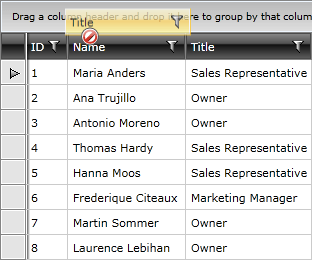 Drag a column header and drop it here to group by that colum
Title
ID Name Title
1 Maria Anders Sales Representative
2 Ana Trujillo Owner
3 Antonio Moreno Owner
4 Thomas Hardy Sales Representative
5 Hanna Moos Sales Representative
6 Frederique Citeaux Marketing Manager
7 Martin Sommer Owner
8 Laurence Lebihan Owner